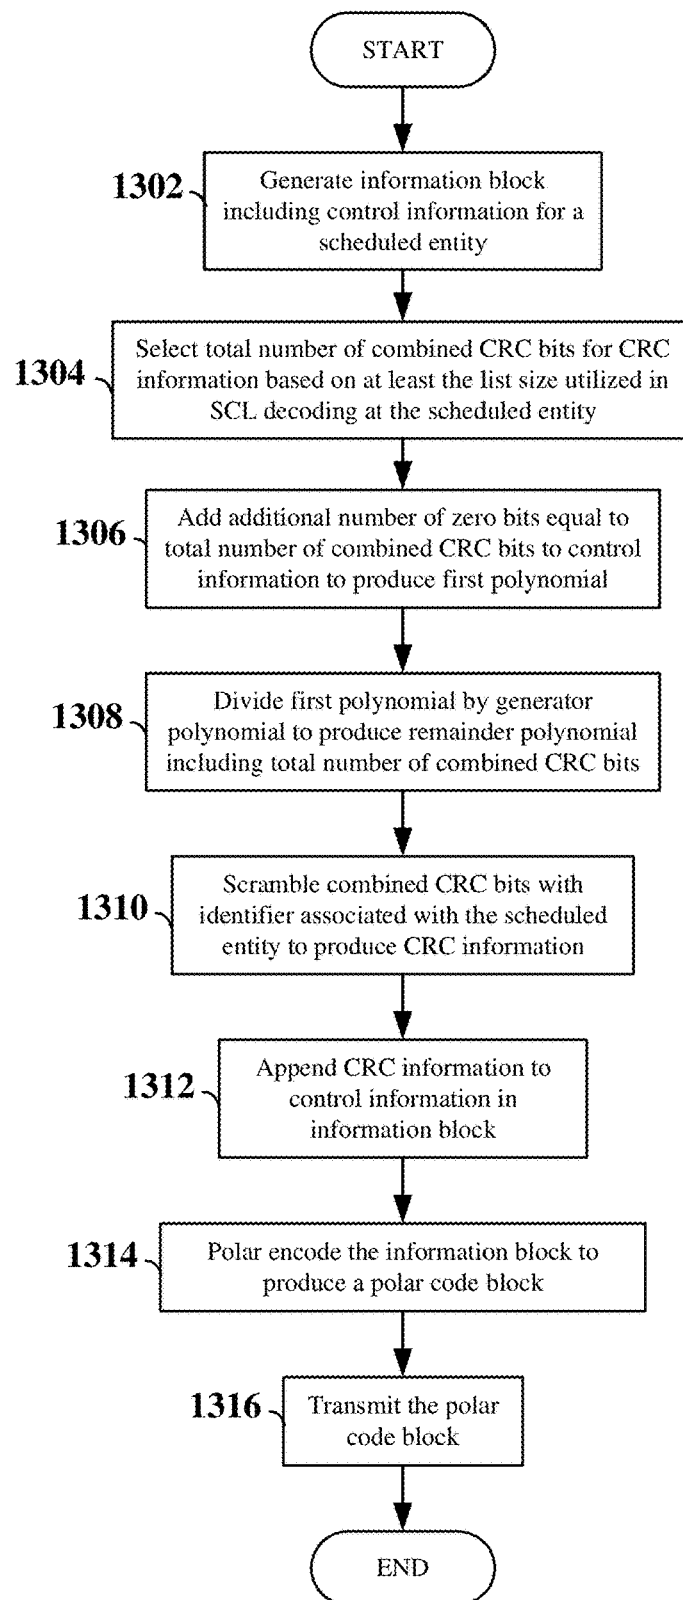 START
1302
Generate information block
including control information for a
scheduled entity
1304
Select total number of combined CRC bits for CRC
information based on at least the list size utilized in
SCL decoding at the scheduled entity
1306
Add additional number of zero bits equal to
total number of combined CRC bits to control
information to produce first polynomial
1308
Divide first polynomial by generator
polynomial to produce remainder polynomial
including total number of combined CRC bits
1310
Scramble combined CRC bits with
identifier associated with the scheduled
entity to produce CRC information
1312
Append CRC information to
control information in
information block
1314
Polar encode the information block to
produce a polar code block
1316
Transmit the polar
code block
END